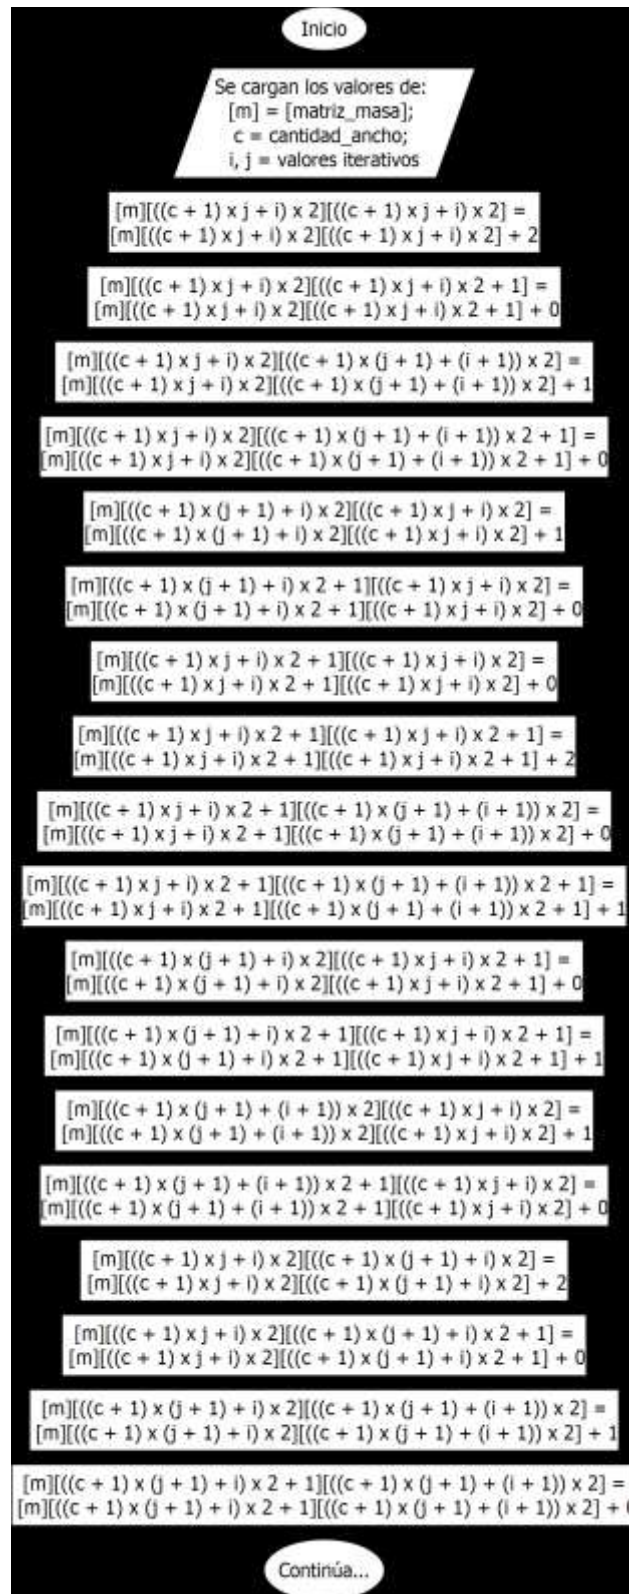 Inicio
Se cargan los valores de:
[m] = [matriz_masa];
c = cantidad_ancho;
i, j = valores iterativos
[m][((c + 1) x j + i) x 2][((c + 1) x j + i) x 2] =
[m][((c + 1) x j + i) x 2][((c + 1) x j + i) x 2] + 2
[m][((c + 1) x j + i) x 2][((c + 1) x j + i) x 2 + 1] =
[m][((c + 1) x j + i) x 2][((c + 1) x j + i) x 2 + 1] + 0
[m][((c + 1) x j + i) x 2][((c + 1) x (j + 1) + (i + 1)) x 2] =
[m][((c + 1) x j + i) x 2][((c + 1) x (j + 1) + (i + 1)) x 2] + 1
[m][((c + 1) x j + i) x 2][((c + 1) x (j + 1) + (i + 1)) x 2 + 1] =
[m][((c + 1) x j + i) x 2][((c + 1) x (j + 1) + (i + 1)) x 2 + 1] + 0
[m][((c + 1) x (j + 1) + i) x 2][((c + 1) x j + i) x 2] =
[m][((c + 1) x (j + 1) + i) x 2][((c + 1) x j + i) x 2] + 1
[m][((c + 1) x (j + 1) + i) x 2 + 1][((c + 1) x j + i) x 2] =
[m][((c + 1) x (j + 1) + i) x 2 + 1][((c + 1) x j + i) x 2] + 0
[m][((c + 1) x j + i) x 2 + 1][((c + 1) x j + i) x 2] =
[m][((c + 1) x j + i) x 2 + 1][((c + 1) x j + i) x 2] + 0
[m][((c + 1) x j + i) x 2 + 1][((c + 1) x j + i) x 2 + 1] =
[m][((c + 1) x j + i) x 2 + 1][((c + 1) x j + i) x 2 + 1] + 2
[m][((c + 1) x j + i) x 2 + 1][((c + 1) x (j + 1) + (i + 1)) x 2] =
[m][((c + 1) x j + i) x 2 + 1][((c + 1) x (j + 1) + (i + 1)) x 2] + 0
[m][((c + 1) x j + i) x 2 + 1][((c + 1) x (j + 1) + (i + 1)) x 2 + 1] =
[m][((c + 1) x j + i) x 2 + 1][((c + 1) x (j + 1) + (i + 1)) x 2 + 1] + 1
[m][((c + 1) x (j + 1) + i) x 2][((c + 1) x j + i) x 2 + 1] =
[m][((c + 1) x (j + 1) + i) x 2][((c + 1) x j + i) x 2 + 1] + 0
[m][((c + 1) x (j + 1) + i) x 2 + 1][((c + 1) x j + i) x 2 + 1] =
[m][((c + 1) x (j + 1) + i) x 2 + 1][((c + 1) x j + i) x 2 + 1] + 1
[m][((c + 1) x (j + 1) + (i + 1)) x 2][((c + 1) x j + i) x 2] =
[m][((c + 1) x (j + 1) + (i + 1)) x 2][((c + 1) x j + i) x 2] + 1
[m][((c + 1) x (j + 1) + (i + 1)) x 2 + 1][((c + 1) x j + i) x 2] =
[m][((c + 1) x (j + 1) + (i + 1)) x 2 + 1][((c + 1) x j + i) x 2] + 0
[m][((c + 1) x j + i) x 2][((c + 1) x (j + 1) + i) x 2] =
[m][((c + 1) x j + i) x 2][((c + 1) x (j + 1) + i) x 2] + 2
[m][((c + 1) x j + i) x 2][((c + 1) x (j + 1) + i) x 2 + 1] =
[m][((c + 1) x j + i) x 2][((c + 1) x (j + 1) + i) x 2 + 1] + 0
[m][((c + 1) x (j + 1) + i) x 2][((c + 1) x (j + 1) + (i + 1)) x 2] =
[m][((c + 1) x (j + 1) + i) x 2][((c + 1) x (j + 1) + (i + 1)) x 2] + 1
[m][((c + 1) x (j + 1) + i) x 2 + 1][((c + 1) x (j + 1) + (i + 1)) x 2] =
[m][((c + 1) x (j + 1) + i) x 2 + 1][((c + 1) x (j + 1) + (i + 1)) x 2] +
Continúa...